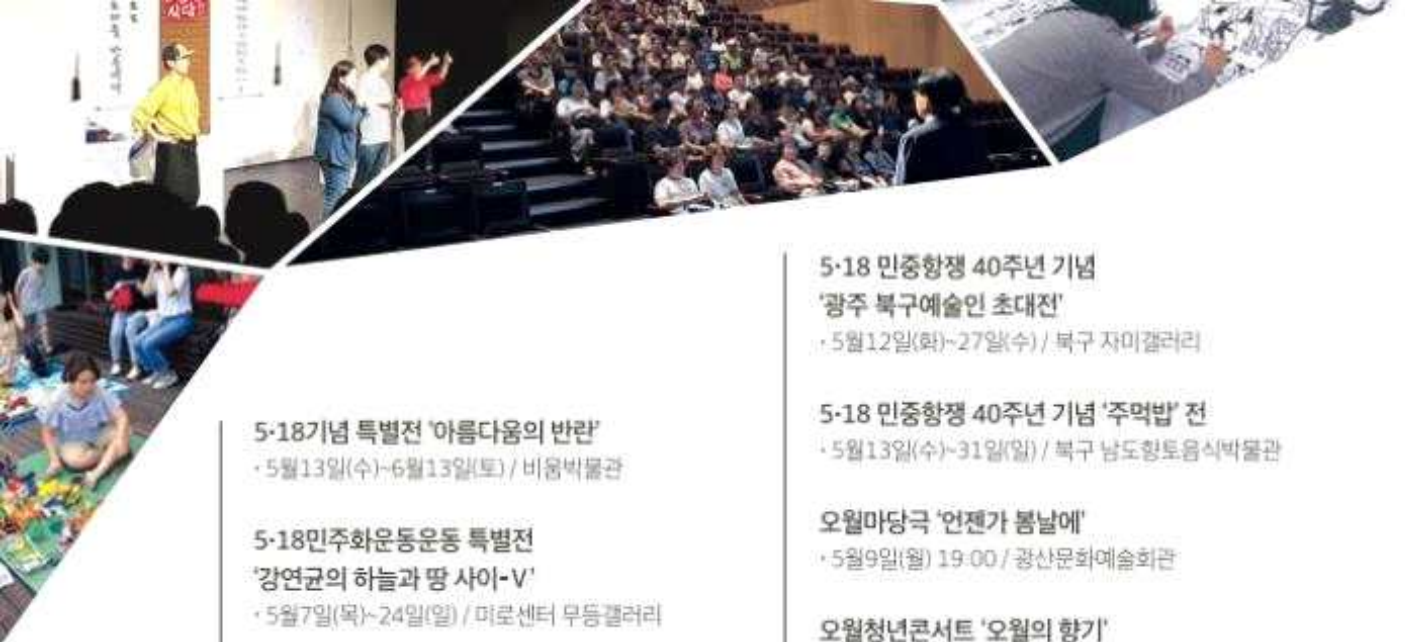 5·18기념 특별전 '아름다움의 반란'
· 5월13일(수)~6월13일(토) / 비움박물관
5·18민주화운동운동 특별전
'강연균의 하늘과 땅 사이-Ⅴ'
· 5월7일(목)~24일(일) / 미로센터 무등갤러리
5·18 민중항쟁 40주년 기념
'광주 북구예술인 초대전'
· 5월12일(화)~27일(수) / 북구 자미갤러리
5·18 민중항쟁 40주년 기념 '주먹밥' 전
· 5월13일(수)~31일(일) / 북구 남도향토음식박물관
오월마당극 '언젠가 봄날에'
· 5월9일(월) 19:00 / 광산문화예술회관
오월청년콘서트 '오월의 향기'